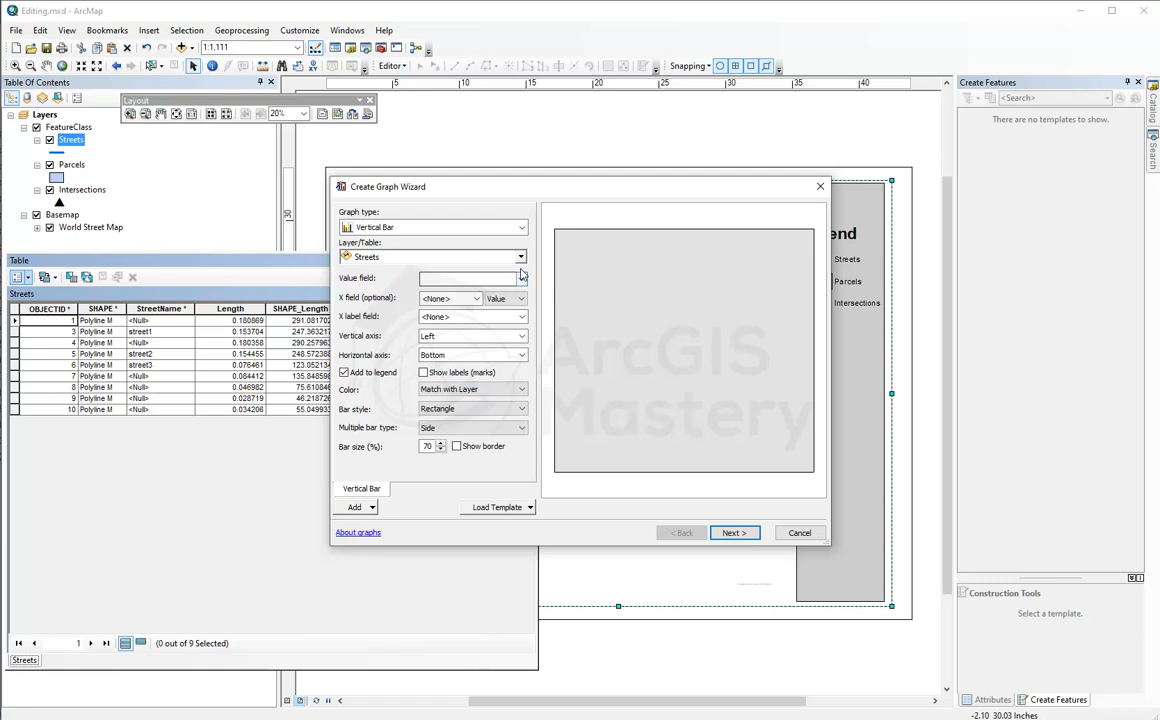 Editing.mxd - ArcMap
File Edit View Bookmarks Insert Selection Geoprocessing Customize Windows Help
1:1,111
Editor
Snapping
Table Of Contents
Layers
FeatureClass
Streets
Parcels
Intersections
Basemap
World Street Map
Layout
20%
5 10 15 20 25 30 35 40
30
Create Features
<Search>
There are no templates to show.
Catalog
Search
Legend
Streets
Parcels
Intersections
Table
Streets
OBJECTID * SHAPE * StreetName * Length SHAPE_Length
1 Polyline M <Null> 0.180869 291.081702
3 Polyline M street1 0.153704 247.363217
4 Polyline M <Null> 0.180358 290.257963
5 Polyline M street2 0.154455 248.572388
6 Polyline M street3 0.076461 123.052134
7 Polyline M <Null> 0.084412 135.848598
8 Polyline M <Null> 0.046982 75.610846
9 Polyline M <Null> 0.028719 46.218726
10 Polyline M <Null> 0.034206 55.049933
1 (0 out of 9 Selected)
Streets
Create Graph Wizard
Graph type:
Vertical Bar
Layer/Table:
Streets
Value field:
X field (optional): <None> Value
X label field: <None>
Vertical axis: Left
Horizontal axis: Bottom
Add to legend Show labels (marks)
Color: Match with Layer
Bar style: Rectangle
Multiple bar type: Side
Bar size (%): 70 Show border
Vertical Bar
Add Load Template
About graphs < Back Next > Cancel
ArcGIS
Mastery
Construction Tools
Select a template.
Attributes Create Features
-2.10 30.03 Inches